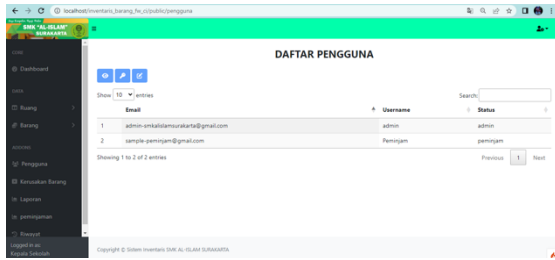 localhost/inventaris_barang_fw_ci/public/pengguna
SMK "AL-ISLAM"
SURAKARTA
Dashboard
Ruang
Barang
Pengguna
Kerusakan Barang
Laporan
peminjaman
Riwayat
Logged in as:
Kepala Sekolah
DAFTAR PENGGUNA
Show 10 entries
Search:
Email Username Status
1 admin-smkalislamsurakarta@gmail.com admin admin
2 sample-peminjam@gmail.com Peminjam peminjam
Showing 1 to 2 of 2 entries
Previous 1 Next
Copyright © Sistem Inventaris SMK AL-ISLAM SURAKARTA